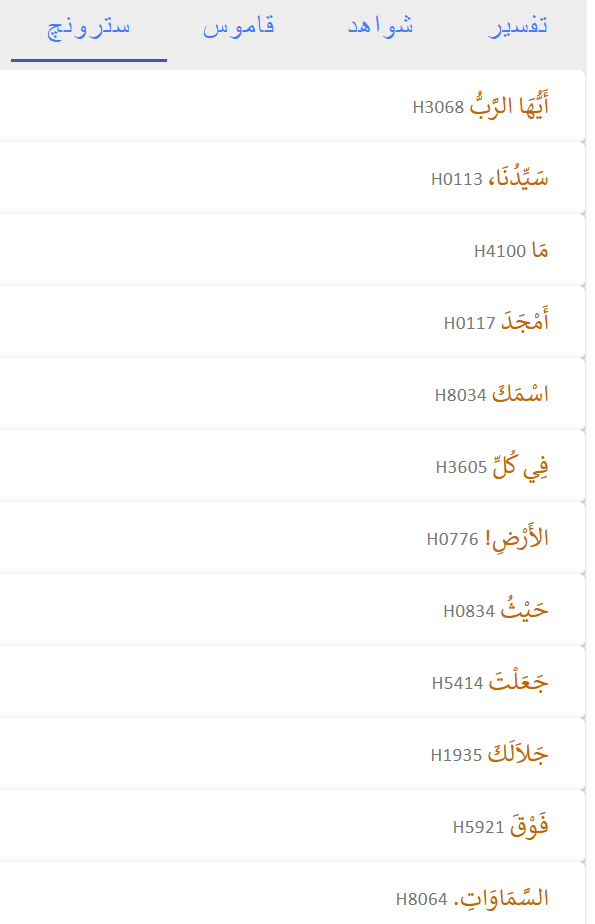 تفسير شواهد قاموس سترونچ
أَيُّهَا الرَّبُّ H3068
سَيِّدُنَا، H0113
مَا H4100
أَمْجَدَ H0117
اسْمَكَ H8034
فِي كُلِّ H3605
الأَرْضِ! H0776
حَيْثُ H0834
جَعَلْتَ H5414
جَلاَلَكَ H1935
فَوْقَ H5921
السَّمَاوَاتِ. H8064